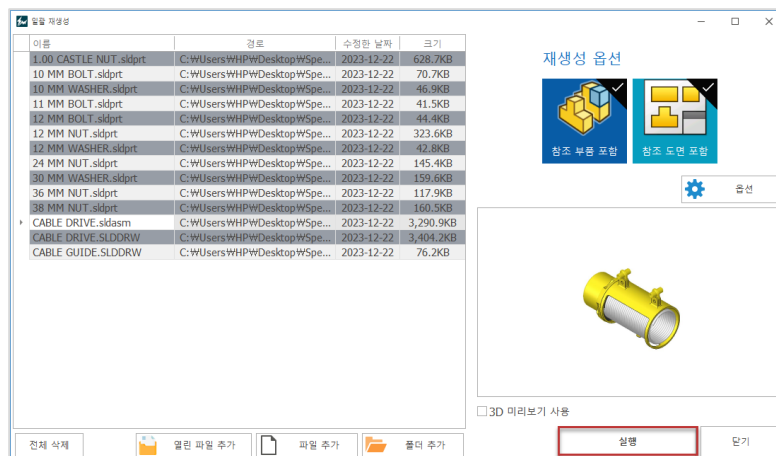 일괄 재생성
이름 경로 수정한 날짜 크기
1.00 CASTLE NUT.sldprt C:₩Users₩HP₩Desktop₩Spe... 2023-12-22 628.7KB
10 MM BOLT.sldprt C:₩Users₩HP₩Desktop₩Spe... 2023-12-22 70.7KB
10 MM WASHER.sldprt C:₩Users₩HP₩Desktop₩Spe... 2023-12-22 46.9KB
11 MM BOLT.sldprt C:₩Users₩HP₩Desktop₩Spe... 2023-12-22 41.5KB
12 MM BOLT.sldprt C:₩Users₩HP₩Desktop₩Spe... 2023-12-22 44.4KB
12 MM NUT.sldprt C:₩Users₩HP₩Desktop₩Spe... 2023-12-22 323.6KB
12 MM WASHER.sldprt C:₩Users₩HP₩Desktop₩Spe... 2023-12-22 42.8KB
24 MM NUT.sldprt C:₩Users₩HP₩Desktop₩Spe... 2023-12-22 145.4KB
30 MM WASHER.sldprt C:₩Users₩HP₩Desktop₩Spe... 2023-12-22 159.6KB
36 MM NUT.sldprt C:₩Users₩HP₩Desktop₩Spe... 2023-12-22 117.9KB
38 MM NUT.sldprt C:₩Users₩HP₩Desktop₩Spe... 2023-12-22 160.5KB
CABLE DRIVE.sldasm C:₩Users₩HP₩Desktop₩Spe... 2023-12-22 3,290.9KB
CABLE DRIVE.SLDDRW C:₩Users₩HP₩Desktop₩Spe... 2023-12-22 3,404.2KB
CABLE GUIDE.SLDDRW C:₩Users₩HP₩Desktop₩Spe... 2023-12-22 76.2KB
재생성 옵션
참조 부품 포함 참조 도면 포함
옵션
3D 미리보기 사용
전체 삭제 열린 파일 추가 파일 추가 폴더 추가 실행 닫기